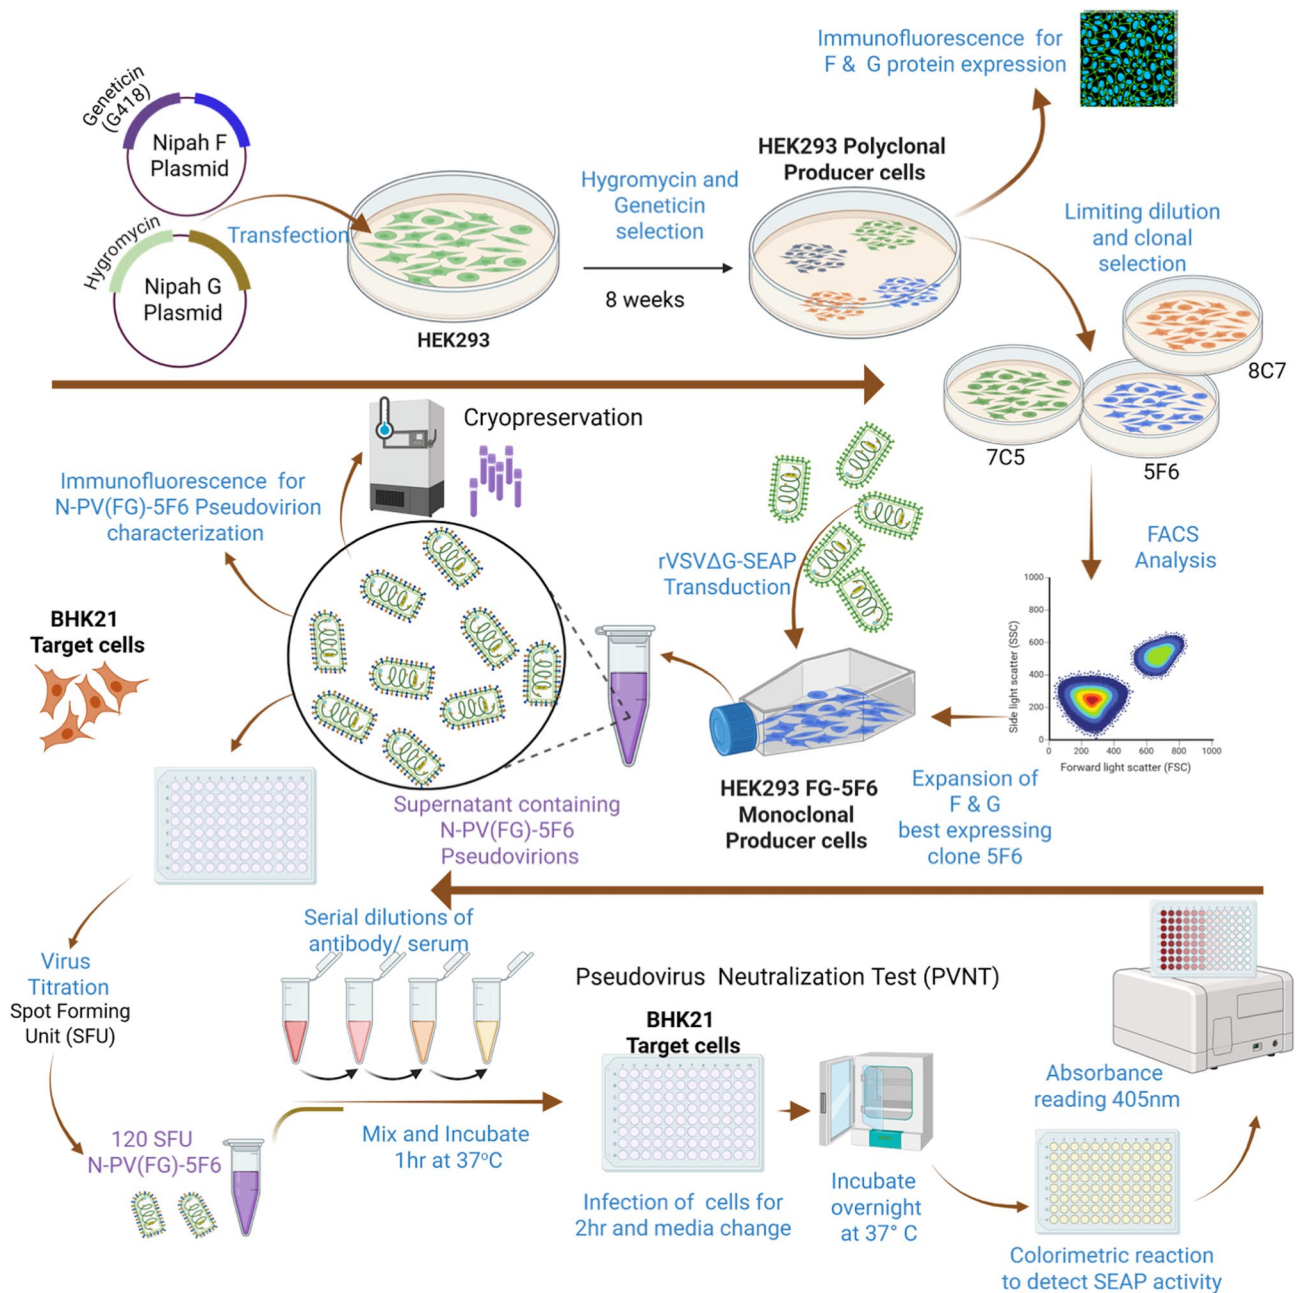 Immunofluorescence for
F & G protein expression
Geneticin
(G418)
Nipah F
Plasmid
Hygromycin
Nipah G
Plasmid
Transfection
HEK293
Hygromycin and
Geneticin
selection
8 weeks
HEK293 Polyclonal
Producer cells
Limiting dilution
and clonal
selection
8C7
7C5
5F6
FACS
Analysis
Side light scatter (SSC)
1000
800
600
400
200
0
0 200 400 600 800 1000
Forward light scatter (FSC)
Cryopreservation
Immunofluorescence for
N-PV(FG)-5F6 Pseudovirion
characterization
rVSVΔG-SEAP
Transduction
BHK21
Target cells
HEK293 FG-5F6
Monoclonal
Producer cells
Expansion of
F & G
best expressing
clone 5F6
Supernatant containing
N-PV(FG)-5F6
Pseudovirions
Virus
Titration
Spot Forming
Unit (SFU)
120 SFU
N-PV(FG)-5F6
Serial dilutions of
antibody/ serum
Mix and Incubate
1hr at 37°C
Pseudovirus Neutralization Test (PVNT)
BHK21
Target cells
Infection of cells for
2hr and media change
Incubate
overnight
at 37° C
Absorbance
reading 405nm
Colorimetric reaction
to detect SEAP activity